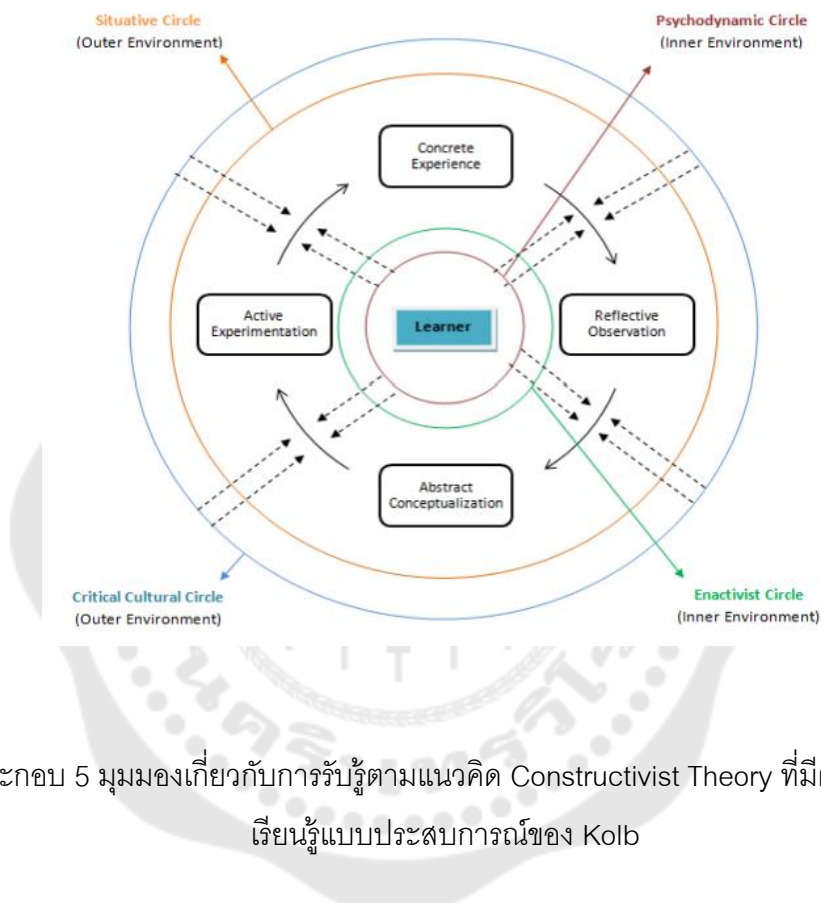 Situative Circle
(Outer Environment)
Psychodynamic Circle
(Inner Environment)
Concrete
Experience
Active
Experimentation
Learner
Reflective
Observation
Abstract
Conceptualization
Critical Cultural Circle
(Outer Environment)
Enactivist Circle
(Inner Environment)
ะกอบ 5 มุมมองเกี่ยวกับการรับรู้ตามแนวคิด Constructivist Theory ที่มี
เรียนรู้แบบประสบการณ์ของ Kolb